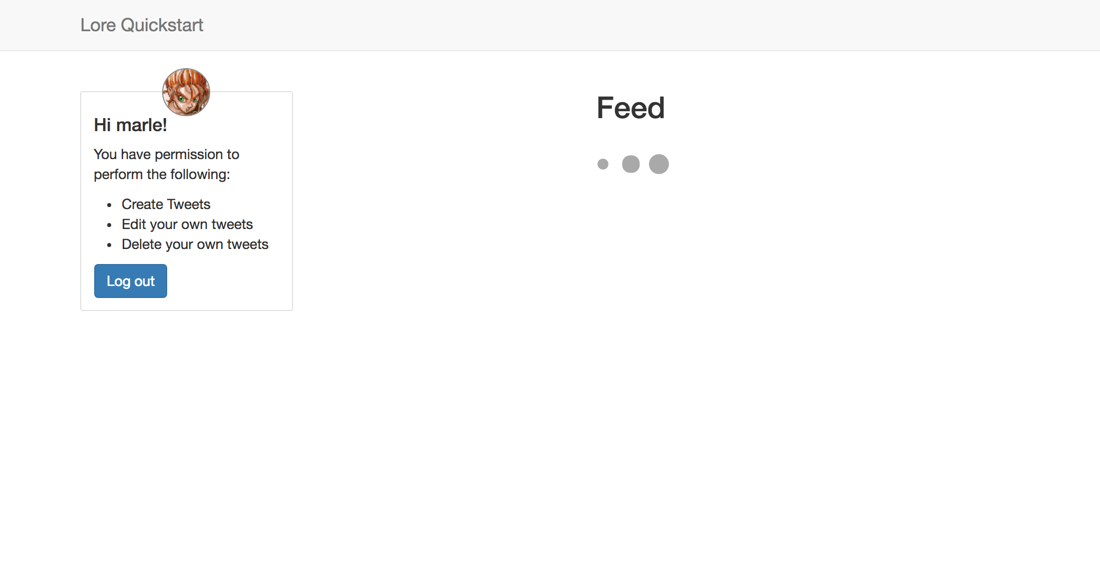 Lore Quickstart
Hi marle!
You have permission to
perform the following:
Create Tweets
Edit your own tweets
Delete your own tweets
Log out
Feed